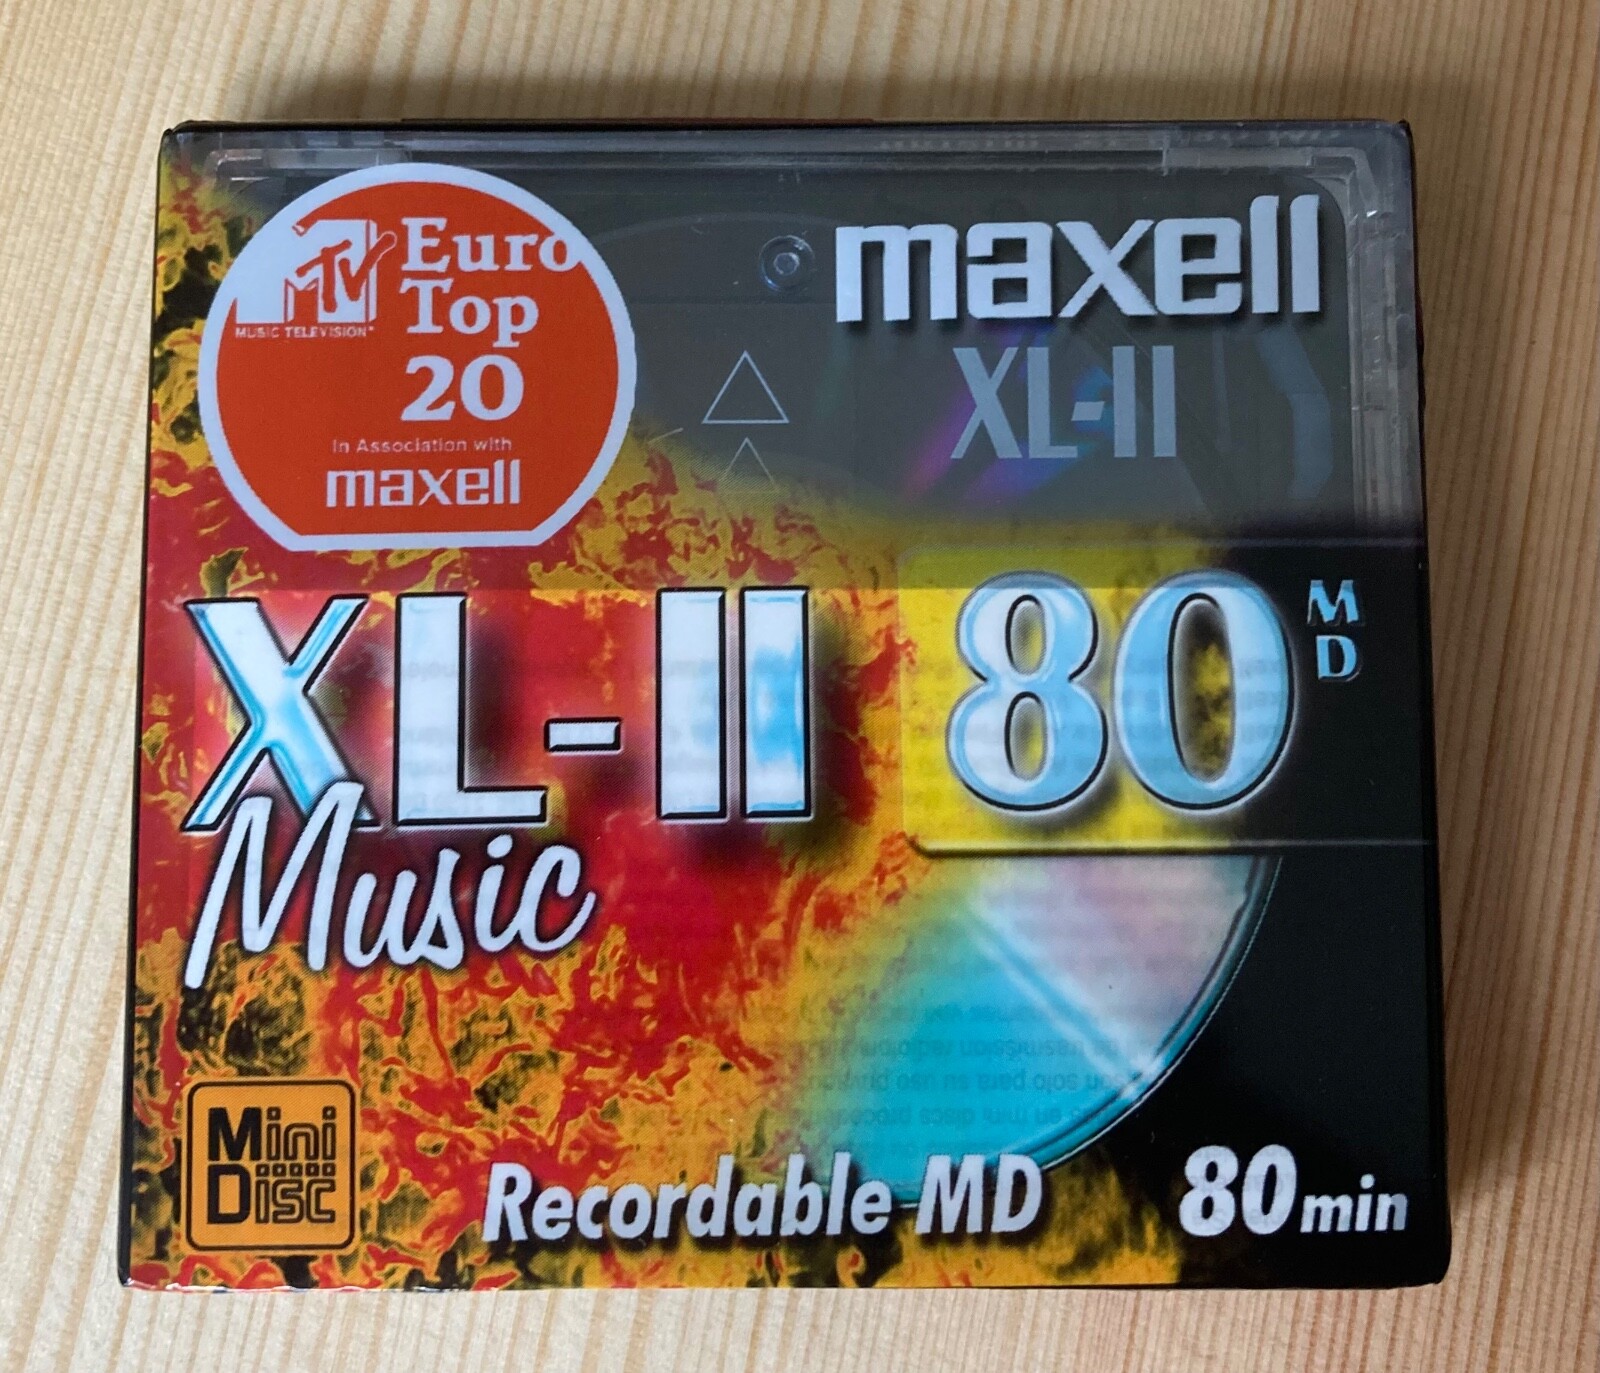 MTV
MUSIC TELEVISION
Euro
Top
20
In Association with
maxell
maxell
XL-II
XL-II
80
MD
Music
Mini
Disc
Recordable MD
80min